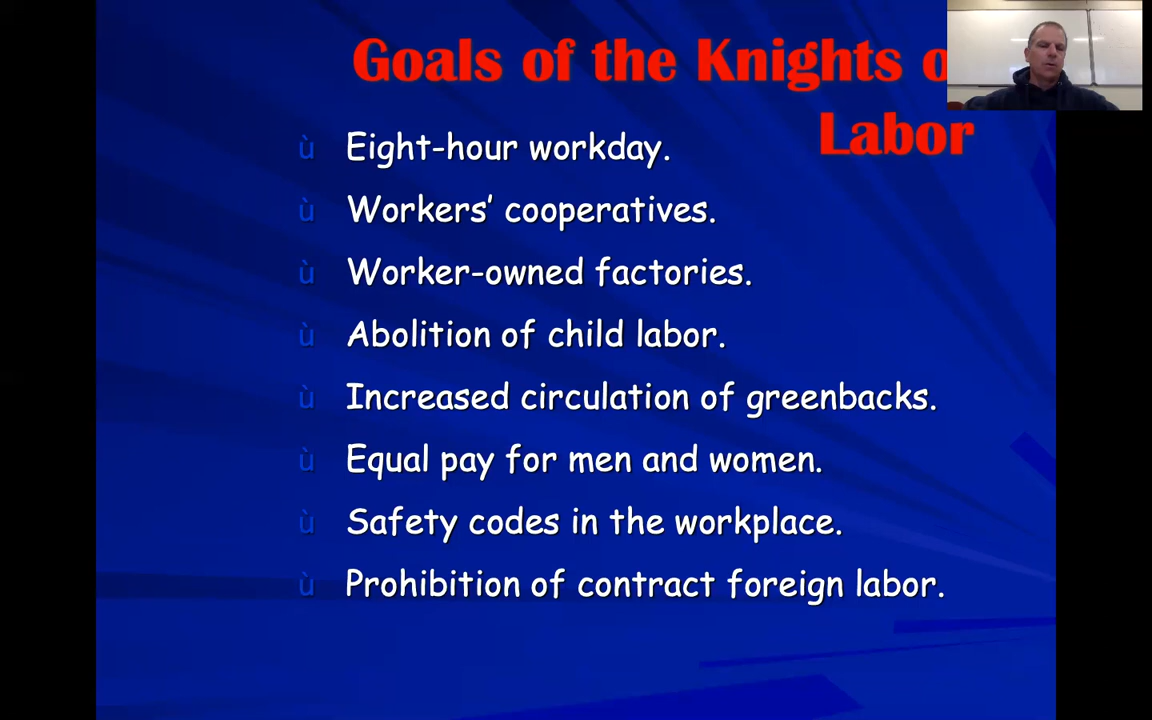 Goals of the Knights o
Labor
ù Eight-hour workday.
ù Workers’ cooperatives.
ù Worker-owned factories.
ù Abolition of child labor.
ù Increased circulation of greenbacks.
ù Equal pay for men and women.
ù Safety codes in the workplace.
ù Prohibition of contract foreign labor.